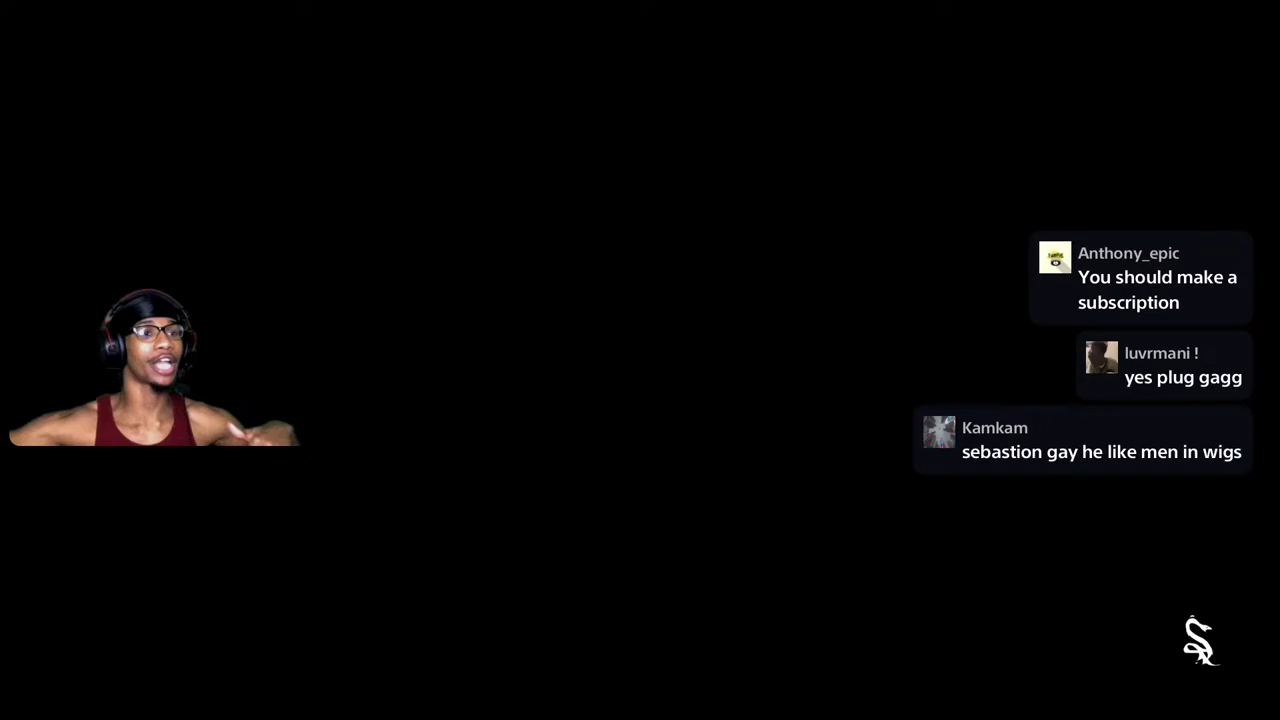 Anthony_epic
You should make a
subscription
luvrmani !
yes plug gagg
Kamkam
sebastion gay he like men in wigs